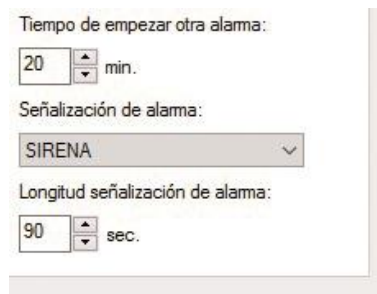 Tiempo de empezar otra alarma:
20 min.
Señalización de alarma:
SIRENA
Longitud señalización de alarma:
90 sec.